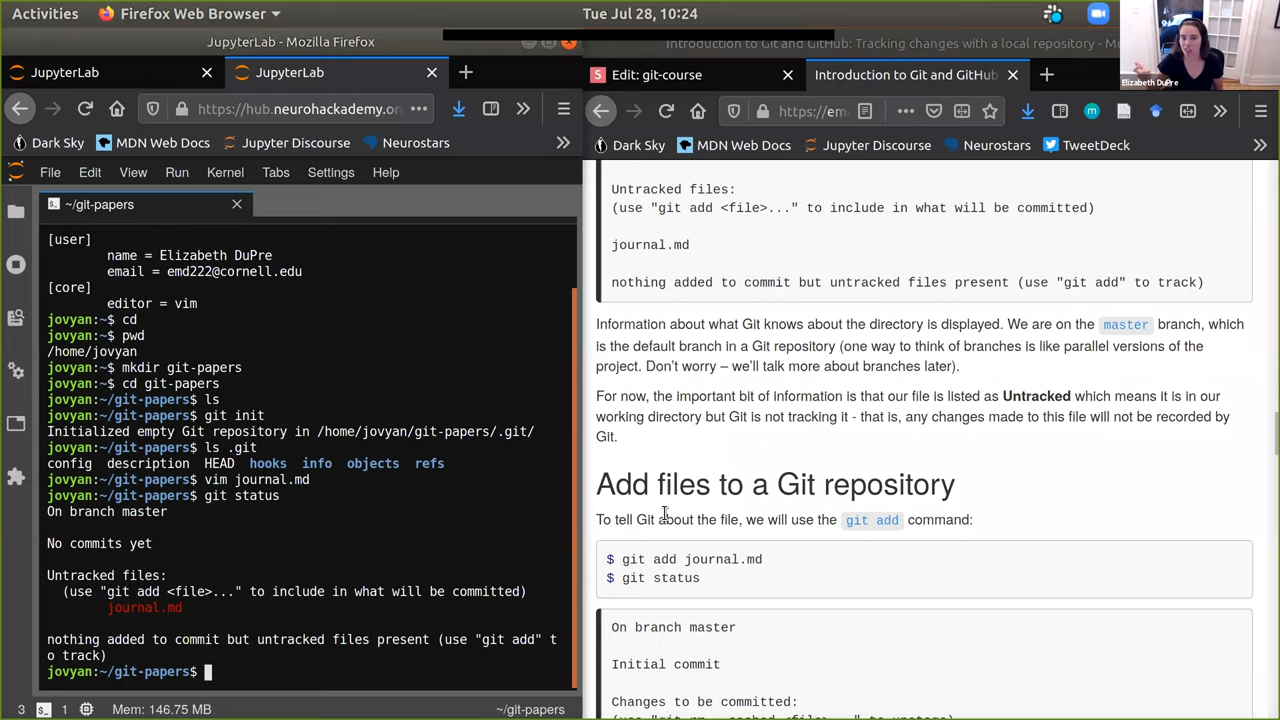 Activities Firefox Web Browser Tue Jul 28, 10:24
JupyterLab - Mozilla Firefox
JupyterLab JupyterLab
https://hub.neurohackademy.or
Dark Sky MDN Web Docs Jupyter Discourse Neurostars
File Edit View Run Kernel Tabs Settings Help
~/git-papers
[user]
name = Elizabeth DuPre
email = emd222@cornell.edu
[core]
editor = vim
jovyan:~$ cd
jovyan:~$ pwd
/home/jovyan
jovyan:~$ mkdir git-papers
jovyan:~$ cd git-papers
jovyan:~/git-papers$ ls
jovyan:~/git-papers$ git init
Initialized empty Git repository in /home/jovyan/git-papers/.git/
jovyan:~/git-papers$ ls .git
config description HEAD hooks info objects refs
jovyan:~/git-papers$ vim journal.md
jovyan:~/git-papers$ git status
On branch master
No commits yet
Untracked files:
(use "git add <file>..." to include in what will be committed)
journal.md
nothing added to commit but untracked files present (use "git add" t
o track)
jovyan:~/git-papers$
3 $_ 1 Mem: 146.75 MB ~/git-papers
Introduction to Git and GitHub: Tracking changes with a local repository - Mo
Edit: git-course Introduction to Git and GitHub
https://em
Dark Sky MDN Web Docs Jupyter Discourse Neurostars TweetDeck
Untracked files:
(use "git add <file>..." to include in what will be committed)
journal.md
nothing added to commit but untracked files present (use "git add" to track)
Information about what Git knows about the directory is displayed. We are on the master branch, which
is the default branch in a Git repository (one way to think of branches is like parallel versions of the
project. Don't worry – we'll talk more about branches later).
For now, the important bit of information is that our file is listed as Untracked which means it is in our
working directory but Git is not tracking it - that is, any changes made to this file will not be recorded by
Git.
Add files to a Git repository
To tell Git about the file, we will use the git add command:
$ git add journal.md
$ git status
On branch master
Initial commit
Changes to be committed:
Elizabeth DuPre